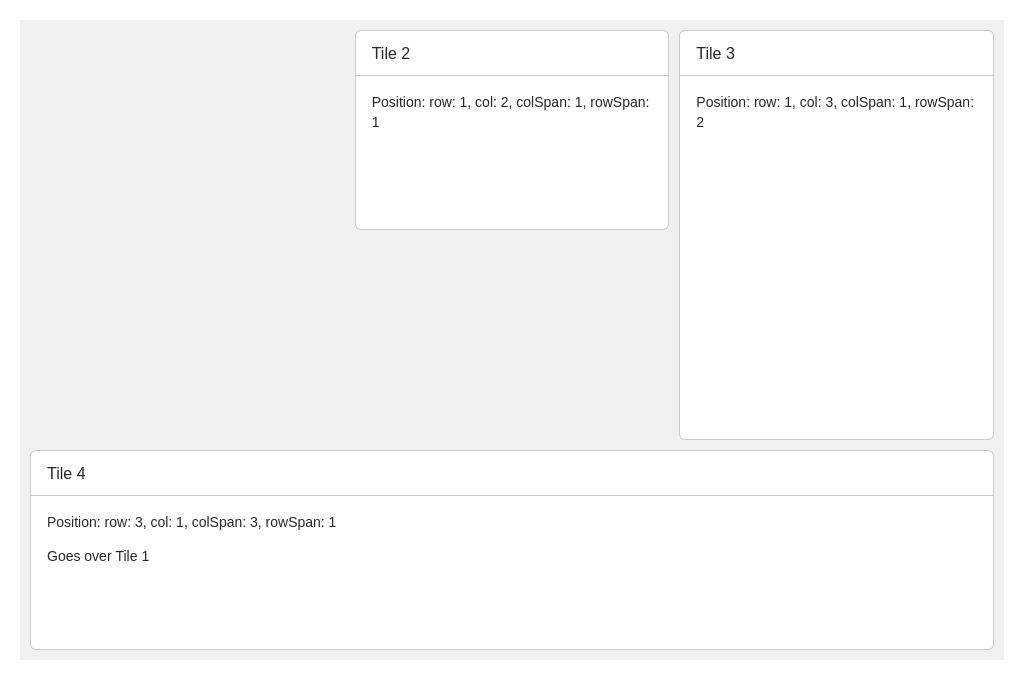 Tile 2
Position: row: 1, col: 2, colSpan: 1, rowSpan:
1
Tile 3
Position: row: 1, col: 3, colSpan: 1, rowSpan:
2
Tile 4
Position: row: 3, col: 1, colSpan: 3, rowSpan: 1
Goes over Tile 1